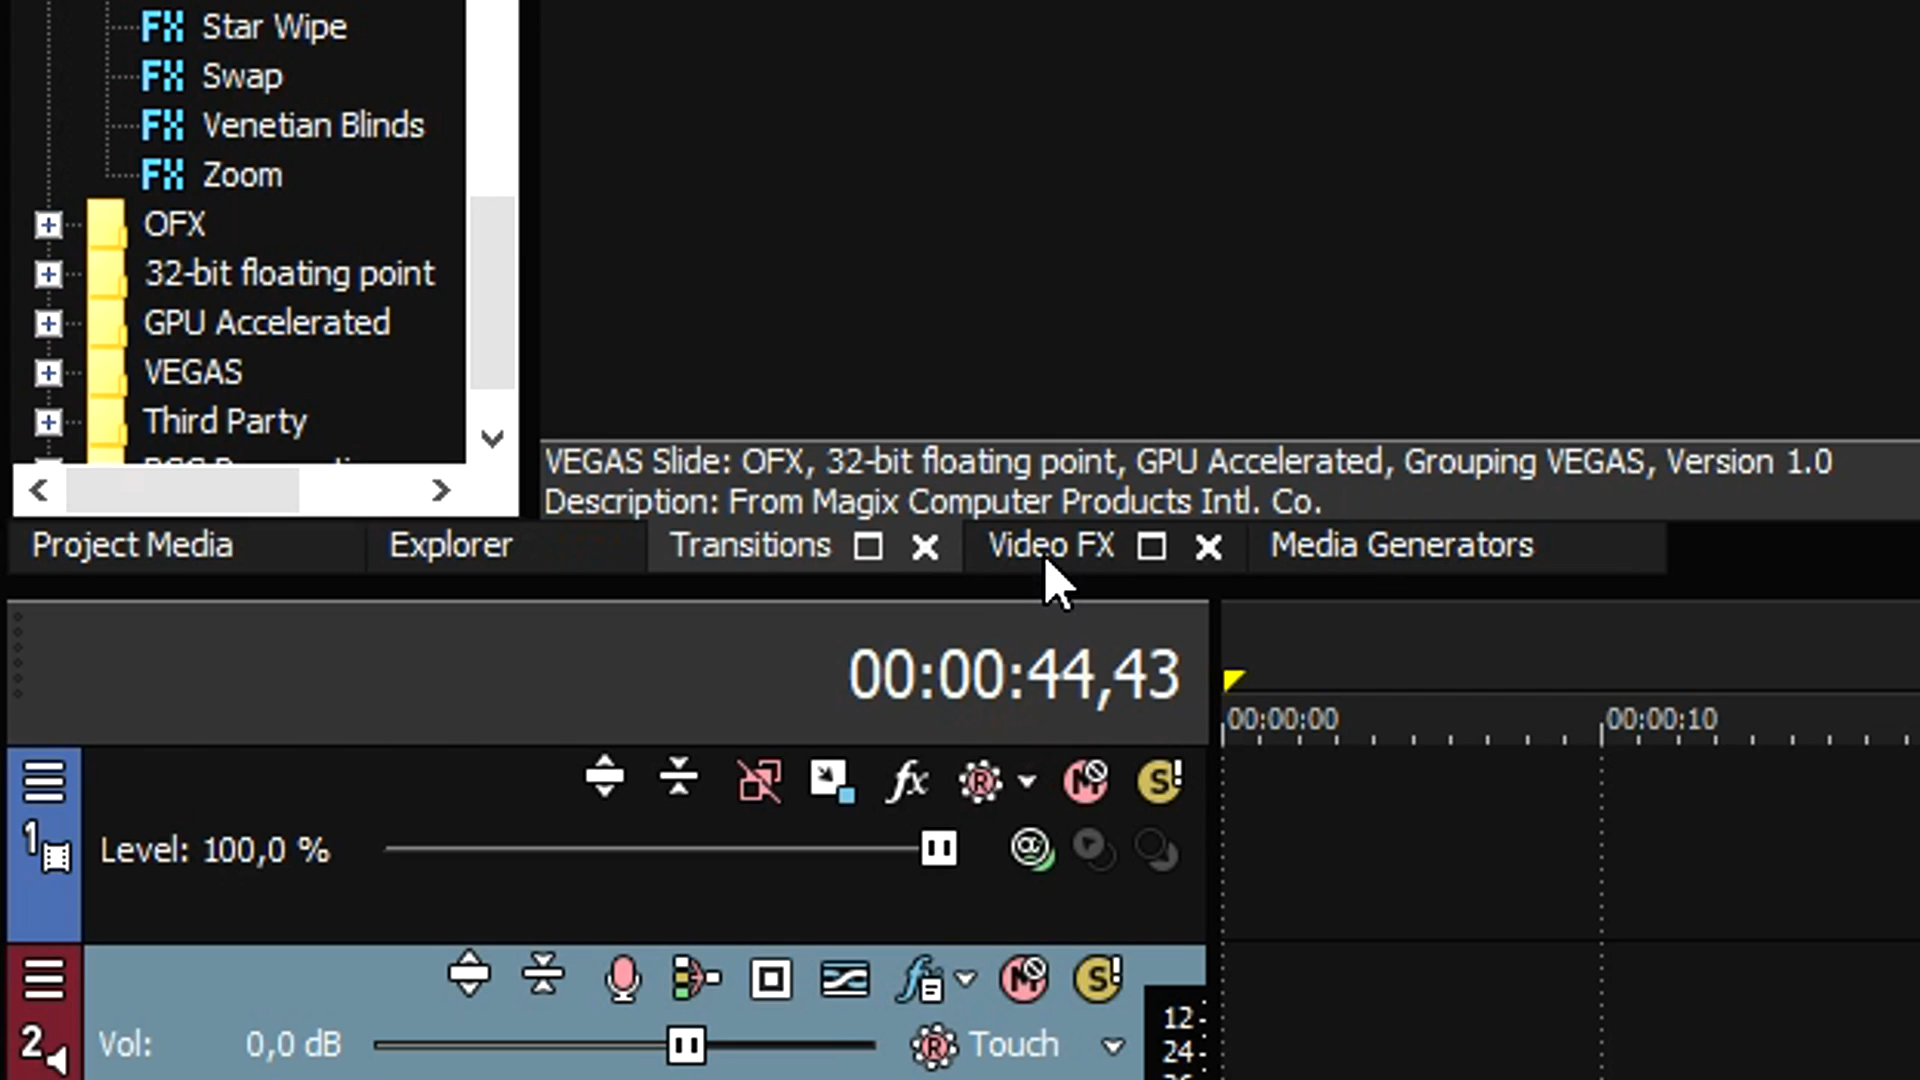 FX Star Wipe
FX Swap
FX Venetian Blinds
FX Zoom
OFX
32-bit floating point
GPU Accelerated
VEGAS
Third Party
VEGAS Slide: OFX, 32-bit floating point, GPU Accelerated, Grouping VEGAS, Version 1.0
Description: From Magix Computer Products Intl. Co.
Project Media Explorer Transitions Video FX Media Generators
00:00:44,43
00:00:00 00:00:10
fx R M S!
1
Level: 100,0 %
M S!
2
Vol: 0,0 dB R Touch
12
24